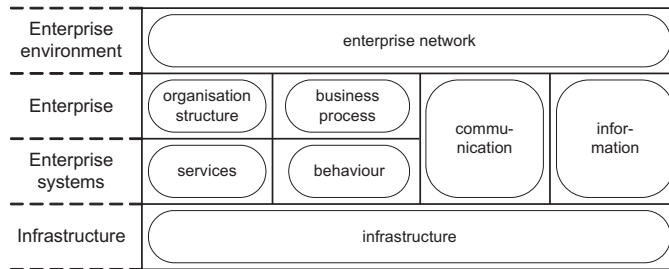 Enterprise
environment
enterprise network
Enterprise
organisation
structure
business
process
commu-
nication
infor-
mation
Enterprise
systems
services
behaviour
Infrastructure
infrastructure